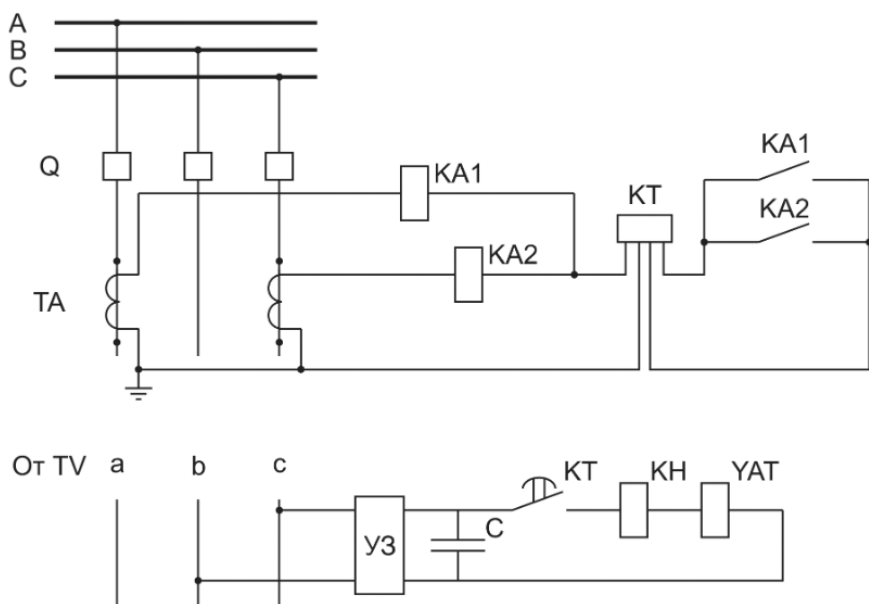 A
B
C
Q
KA1
KT
KA1
KA2
KA2
TA
От TV a b c
KT KH YAT
C
УЗ